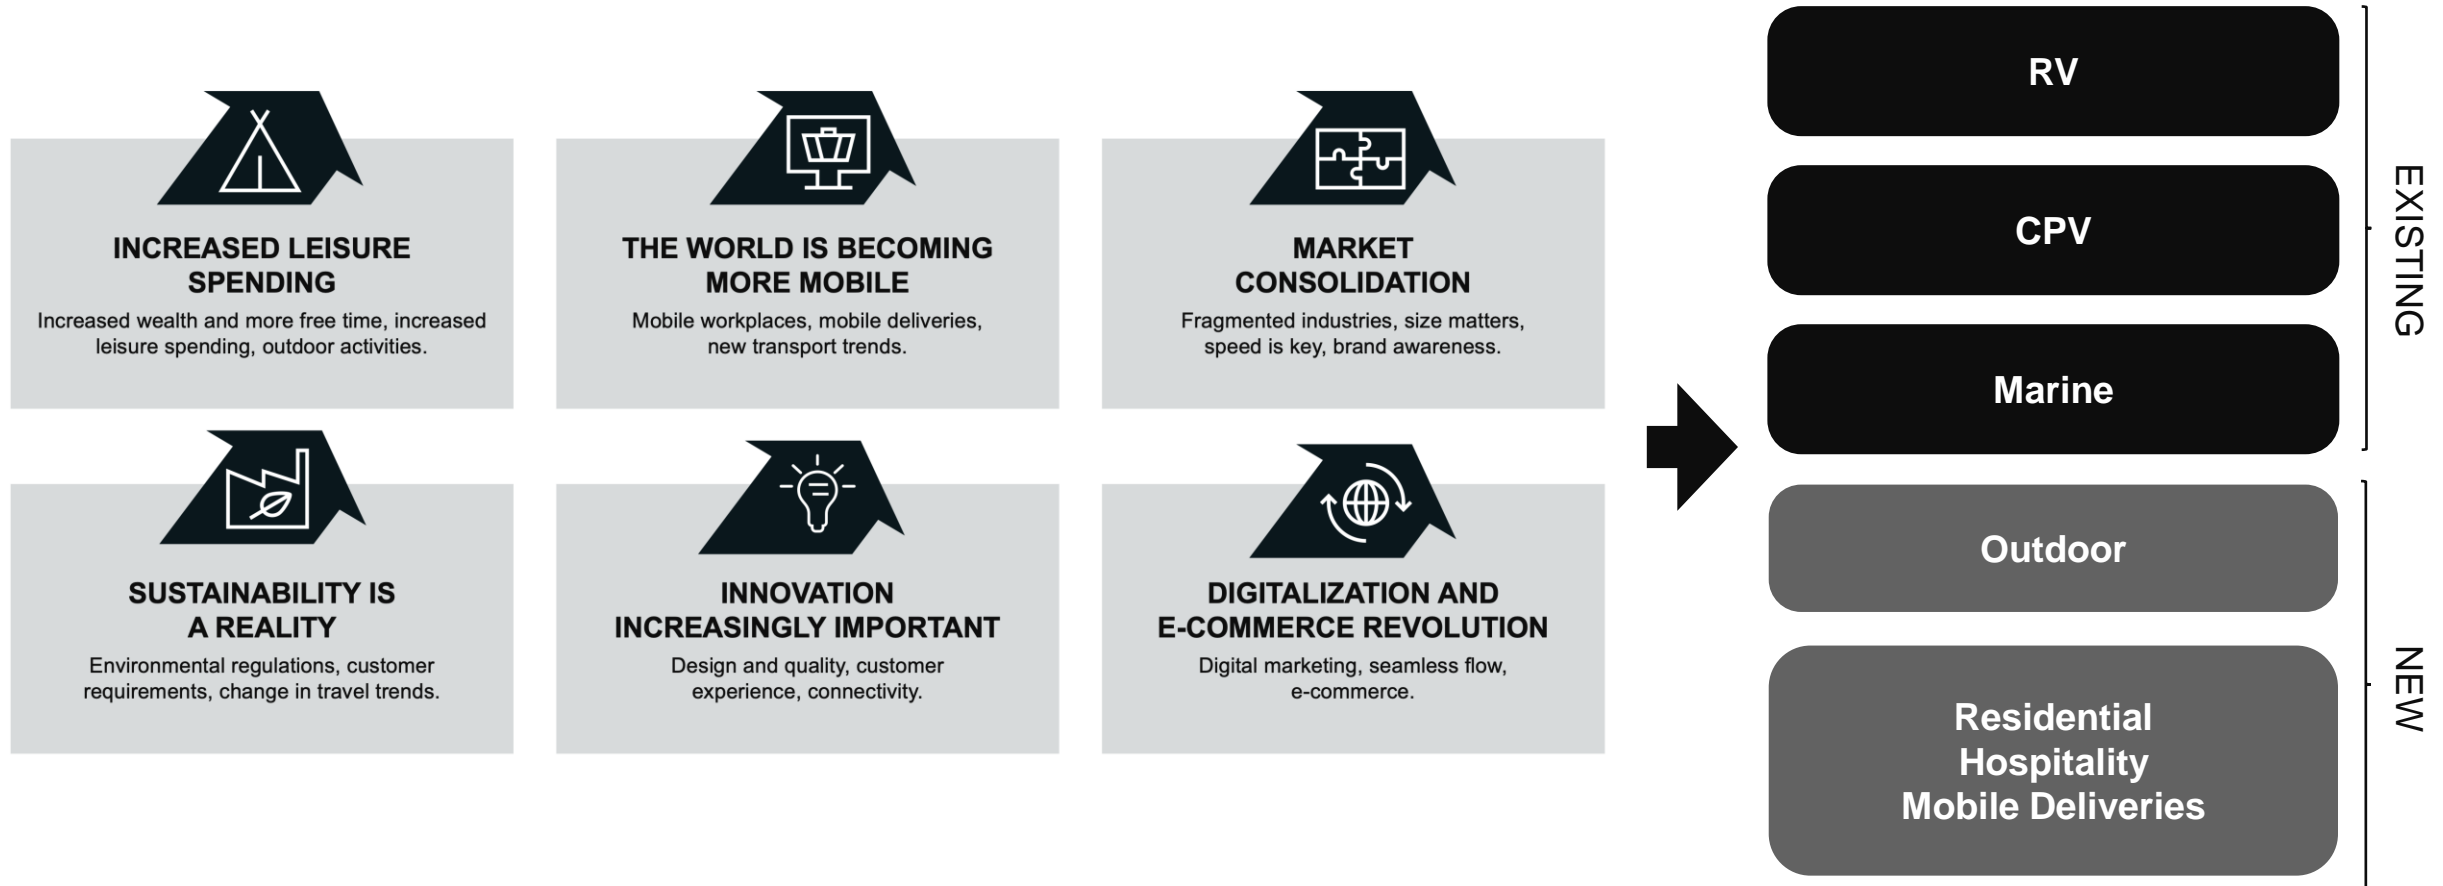 INCREASED LEISURE
SPENDING
Increased wealth and more free time, increased
leisure spending, outdoor activities.
THE WORLD IS BECOMING
MORE MOBILE
Mobile workplaces, mobile deliveries,
new transport trends.
MARKET
CONSOLIDATION
Fragmented industries, size matters,
speed is key, brand awareness.
SUSTAINABILITY IS
A REALITY
Environmental regulations, customer
requirements, change in travel trends.
INNOVATION
INCREASINGLY IMPORTANT
Design and quality, customer
experience, connectivity.
DIGITALIZATION AND
E-COMMERCE REVOLUTION
Digital marketing, seamless flow,
e-commerce.
RV
CPV
Marine
EXISTING
Outdoor
Residential
Hospitality
Mobile Deliveries
NEW